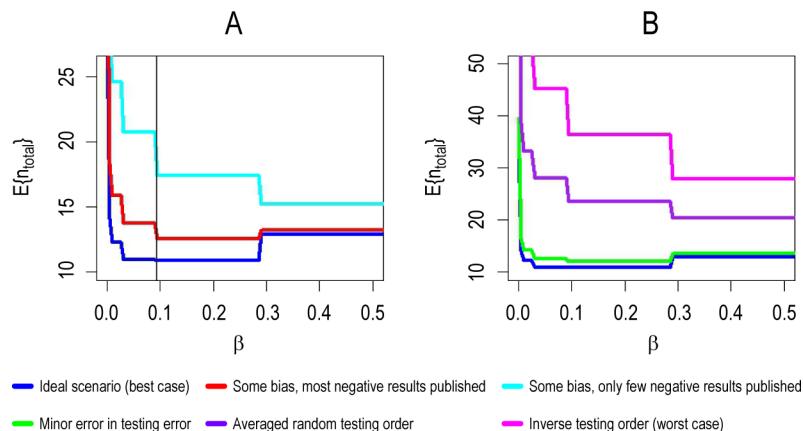 A
B
E{n_total}
25
20
15
10
0.0 0.1 0.2 0.3 0.4 0.5
β
E{n_total}
50
40
30
20
10
0.0 0.1 0.2 0.3 0.4 0.5
β
Ideal scenario (best case)
Some bias, most negative results published
Some bias, only few negative results published
Minor error in testing error
Averaged random testing order
Inverse testing order (worst case)